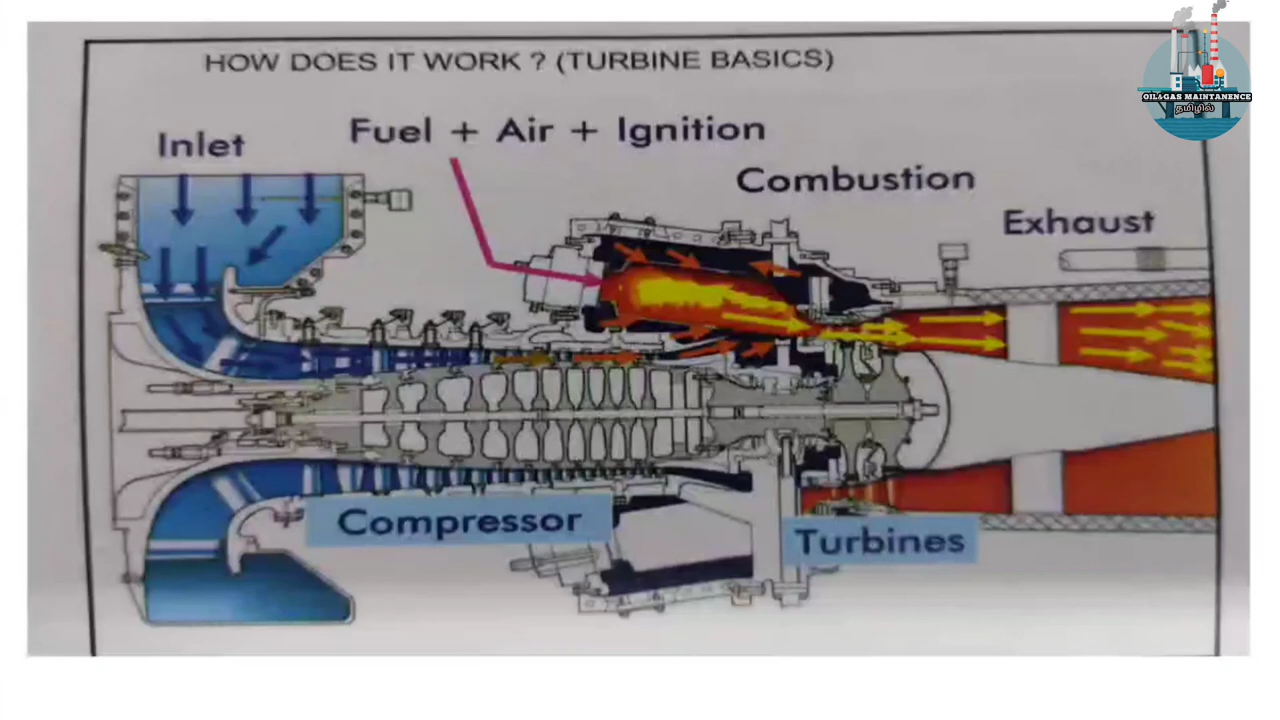 HOW DOES IT WORK ? (TURBINE BASICS)
OIL&GAS MAINTANENCE
தமிழில்
Inlet
Fuel + Air + Ignition
Combustion
Exhaust
Compressor
Turbines